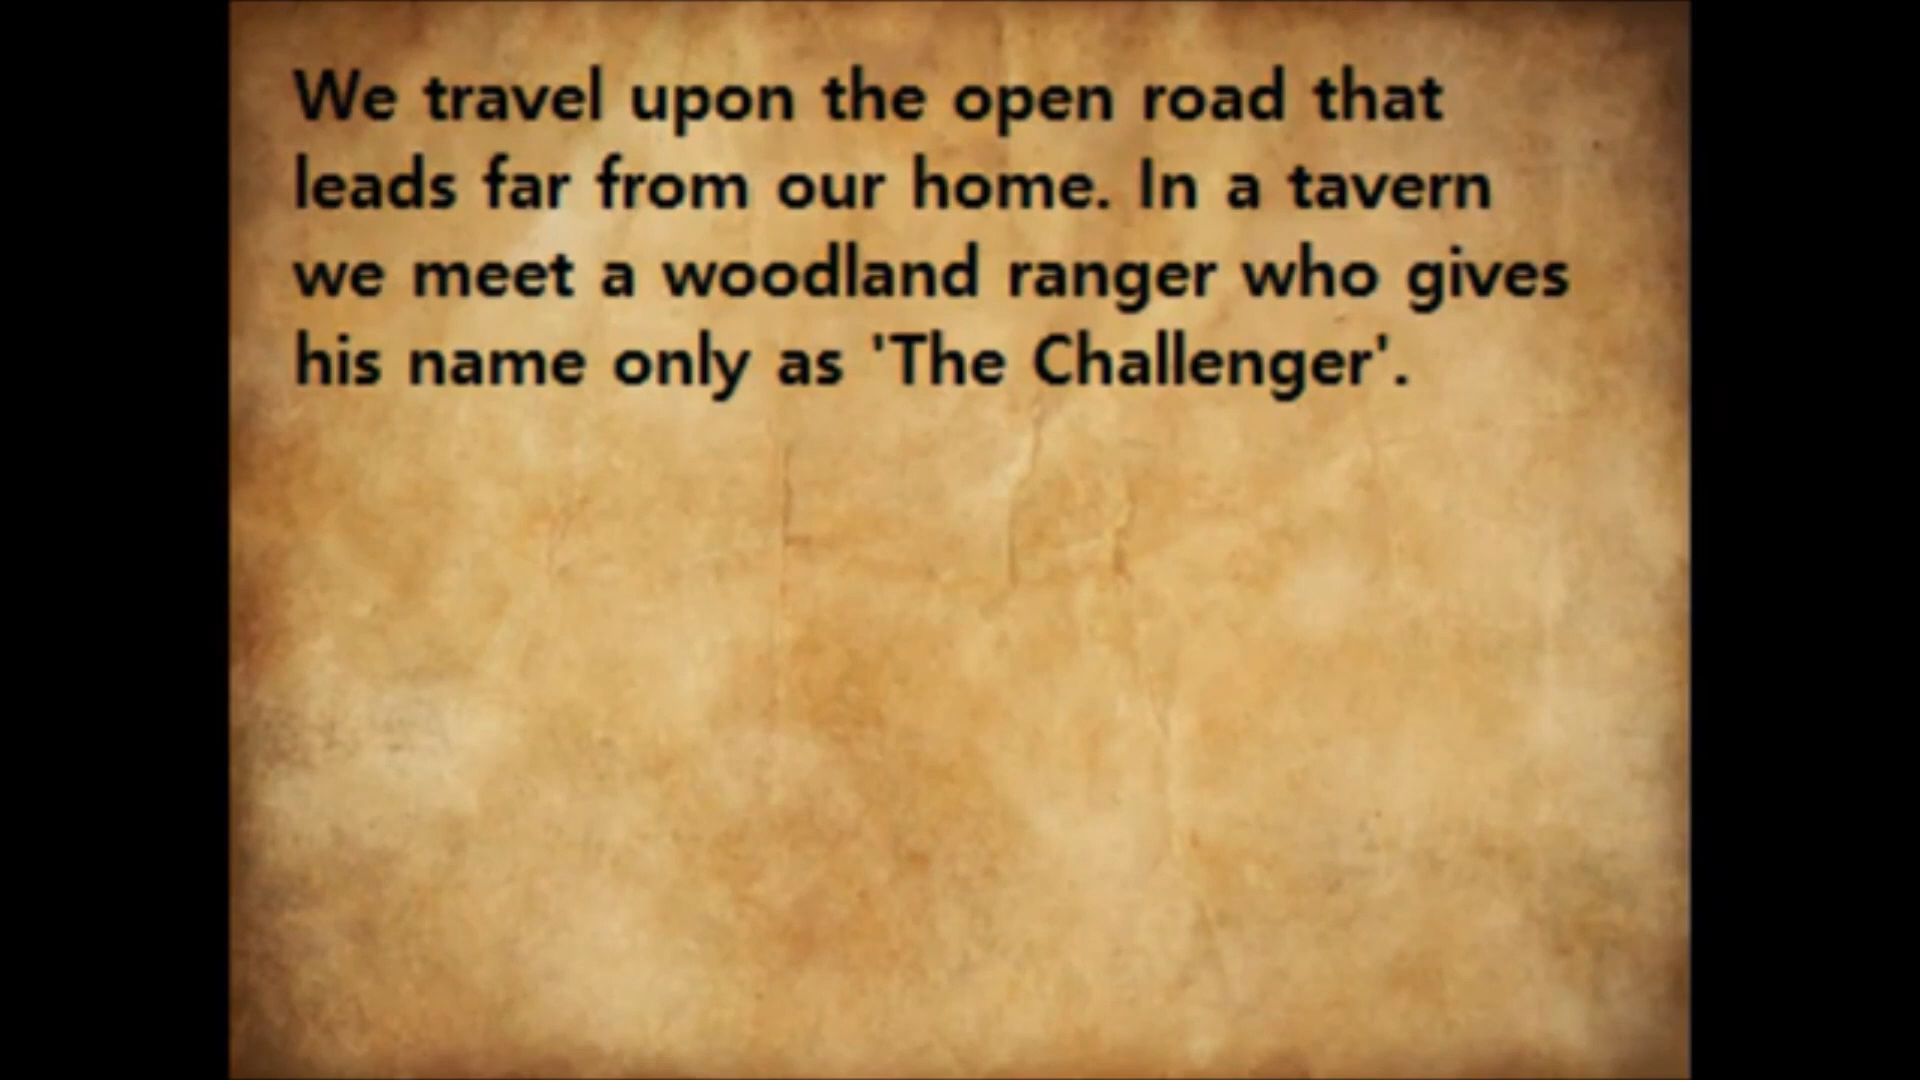 We travel upon the open road that
leads far from our home. In a tavern
we meet a woodland ranger who gives
his name only as 'The Challenger'.